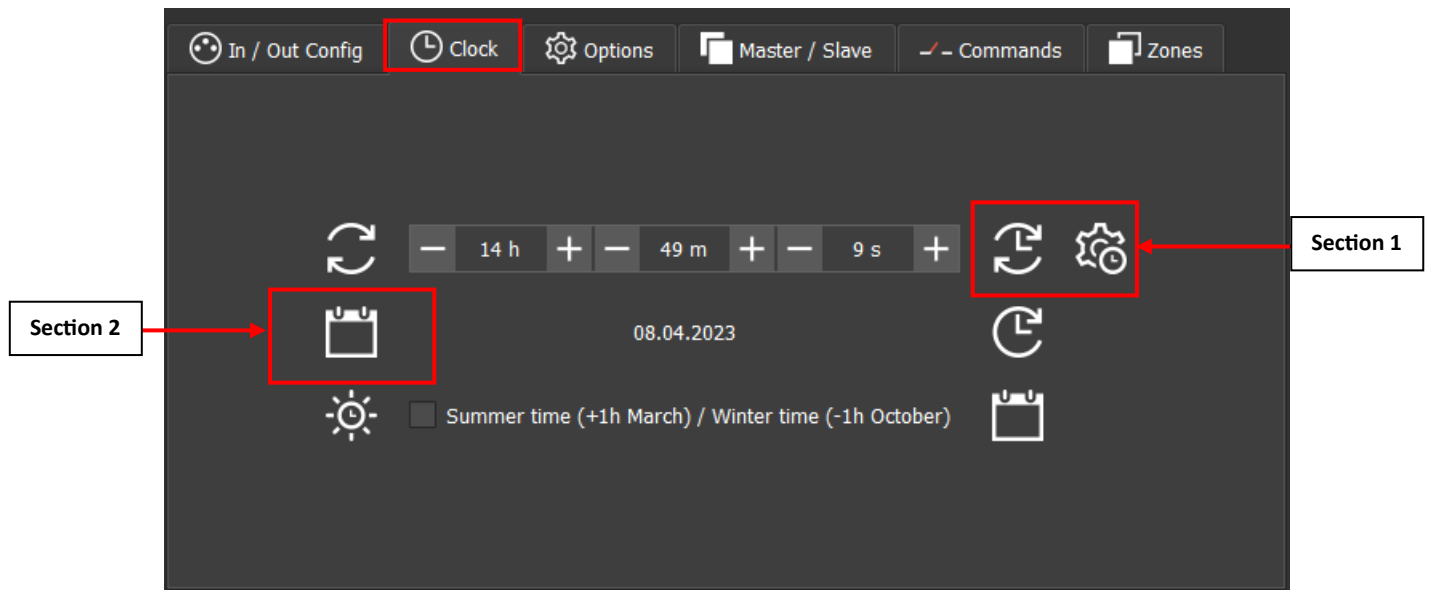 In / Out Config
Clock
Options
Master / Slave
Commands
Zones
14 h
49 m
9 s
Section 1
Section 2
08.04.2023
Summer time (+1h March) / Winter time (-1h October)